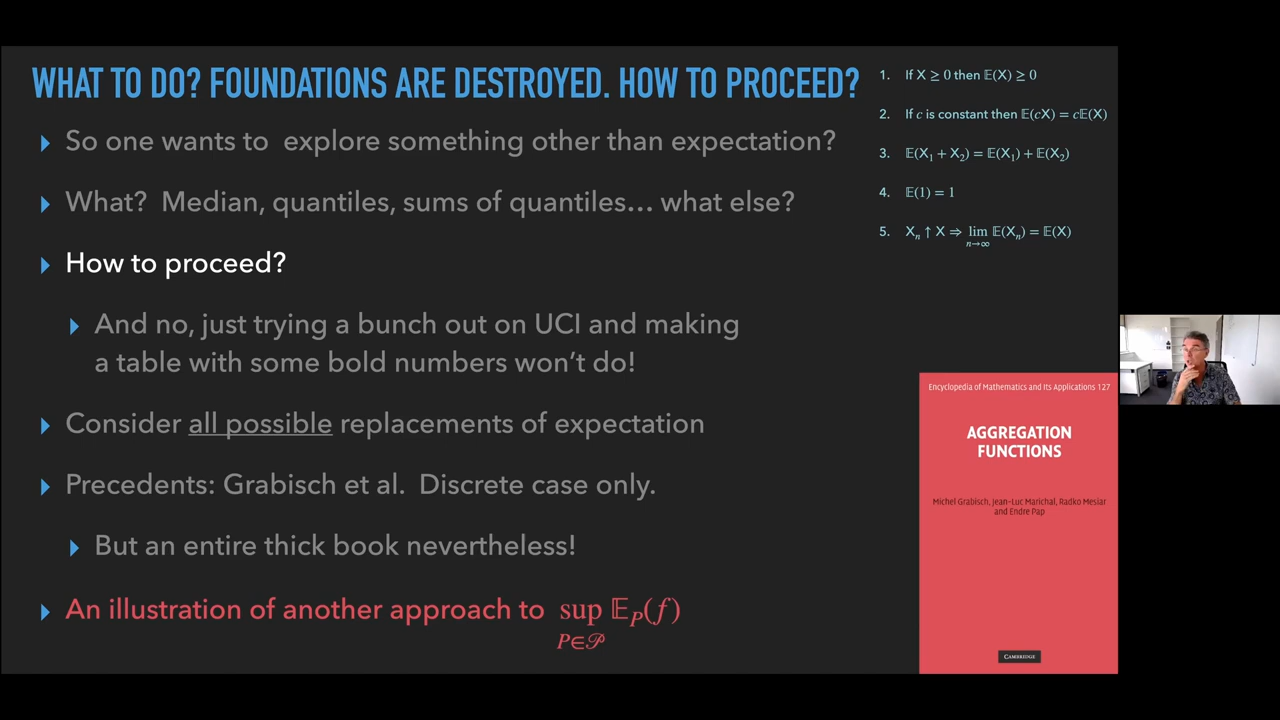 WHAT TO DO? FOUNDATIONS ARE DESTROYED. HOW TO PROCEED?
So one wants to explore something other than expectation?
What? Median, quantiles, sums of quantiles… what else?
How to proceed?
And no, just trying a bunch out on UCI and making
a table with some bold numbers won’t do!
Consider all possible replacements of expectation
Precedents: Grabisch et al. Discrete case only.
But an entire thick book nevertheless!
An illustration of another approach to sup 𝔼P(f)
P∈𝒫
1. If X ≥ 0 then 𝔼(X) ≥ 0
2. If c is constant then 𝔼(cX) = c𝔼(X)
3. 𝔼(X₁ + X₂) = 𝔼(X₁) + 𝔼(X₂)
4. 𝔼(1) = 1
5. Xₙ ↑ X ⇒ lim 𝔼(Xₙ) = 𝔼(X)
n→∞
Encyclopedia of Mathematics and Its Applications 127
AGGREGATION
FUNCTIONS
Michel Grabisch, Jean-Luc Marichal, Radko Mesiar
and Endre Pap
CAMBRIDGE